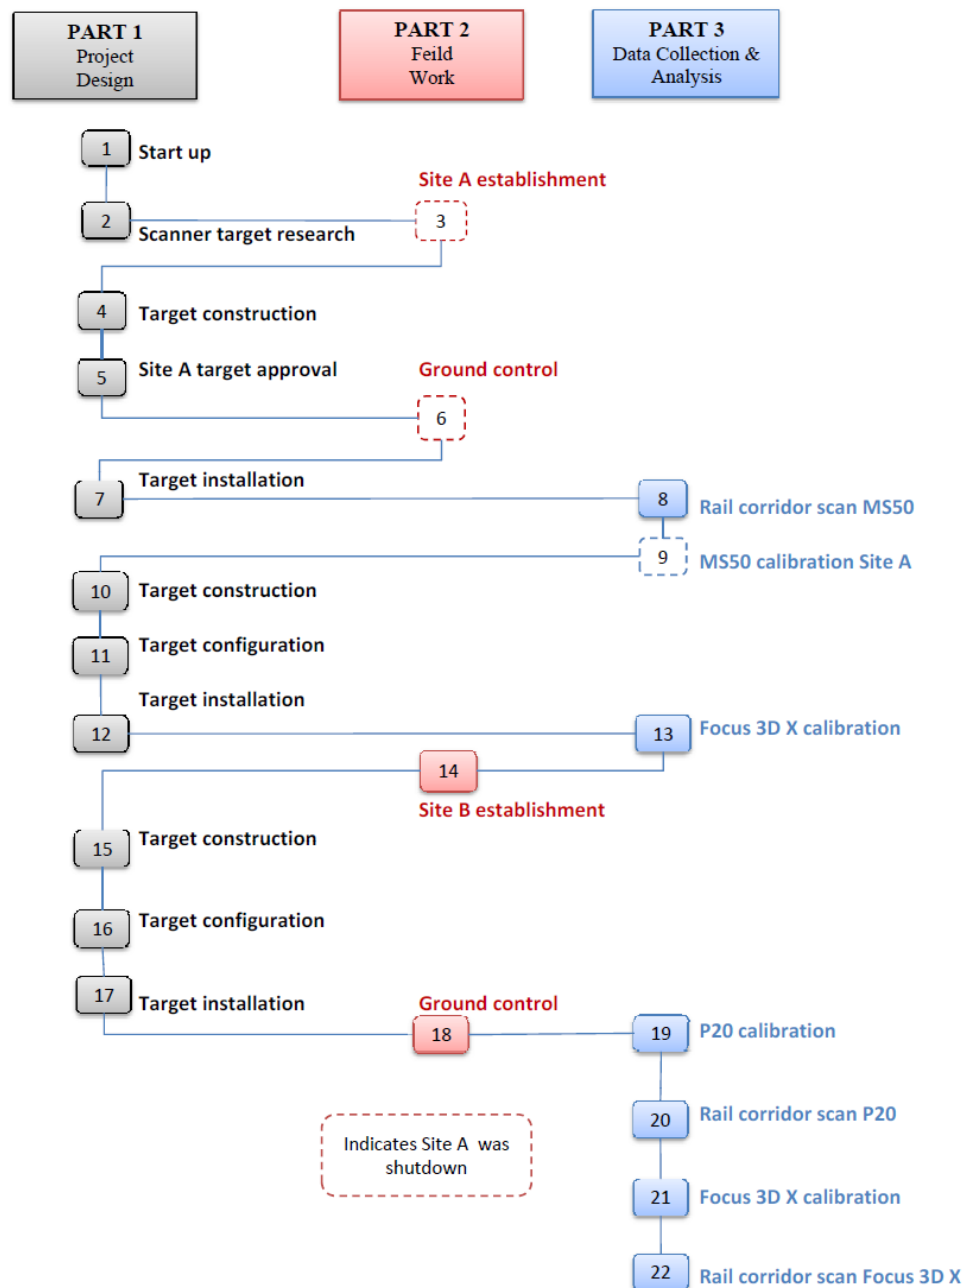 PART 1
Project
Design
PART 2
Feild
Work
PART 3
Data Collection &
Analysis
1
Start up
Site A establishment
2
3
Scanner target research
4
Target construction
5
Site A target approval
Ground control
6
Target installation
7
8
Rail corridor scan MS50
9
MS50 calibration Site A
10
Target construction
11
Target configuration
Target installation
12
13
Focus 3D X calibration
14
Site B establishment
15
Target construction
16
Target configuration
17
Target installation
Ground control
18
19
P20 calibration
20
Rail corridor scan P20
Indicates Site A was
shutdown
21
Focus 3D X calibration
22
Rail corridor scan Focus 3D X